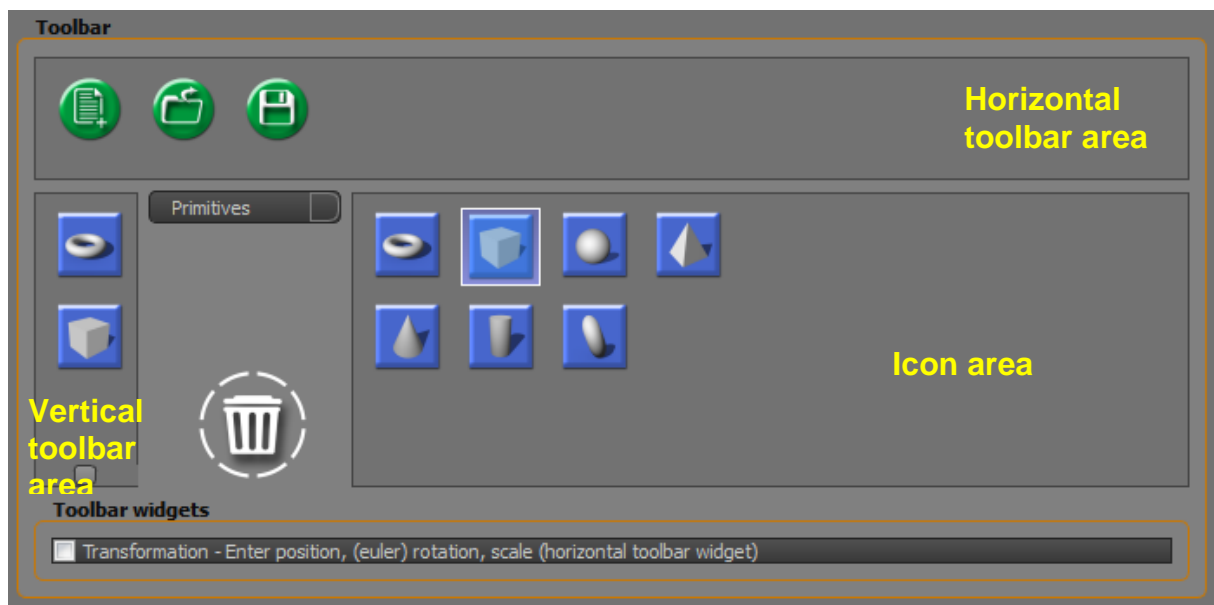 Toolbar
Horizontal
toolbar area
Primitives
Icon area
Vertical
toolbar
area
Toolbar widgets
Transformation - Enter position, (euler) rotation, scale (horizontal toolbar widget)